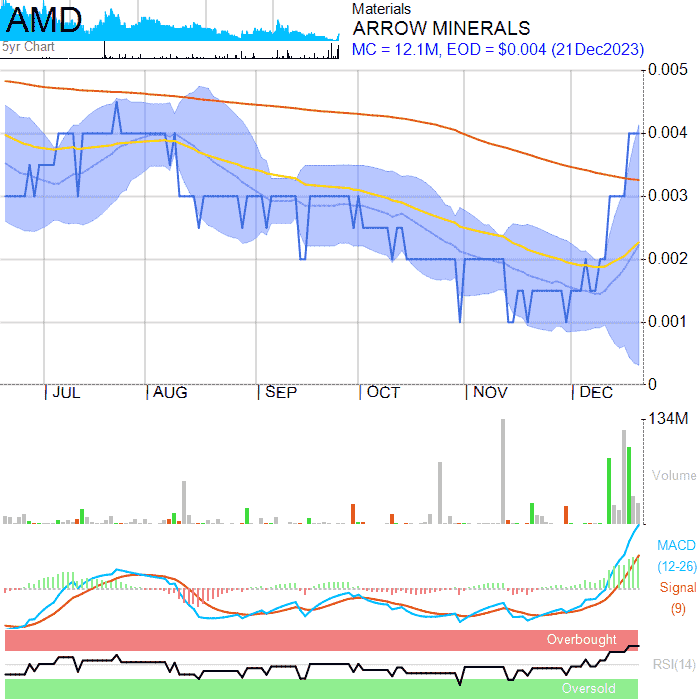 AMD
5yr Chart
Materials
ARROW MINERALS
MC = 12.1M, EOD = $0.004 (21Dec2023)
0.005
0.004
0.003
0.002
0.001
0
JUL AUG SEP OCT NOV DEC
134M
Volume
MACD
(12-26)
Signal
(9)
Overbought
RSI(14)
Oversold